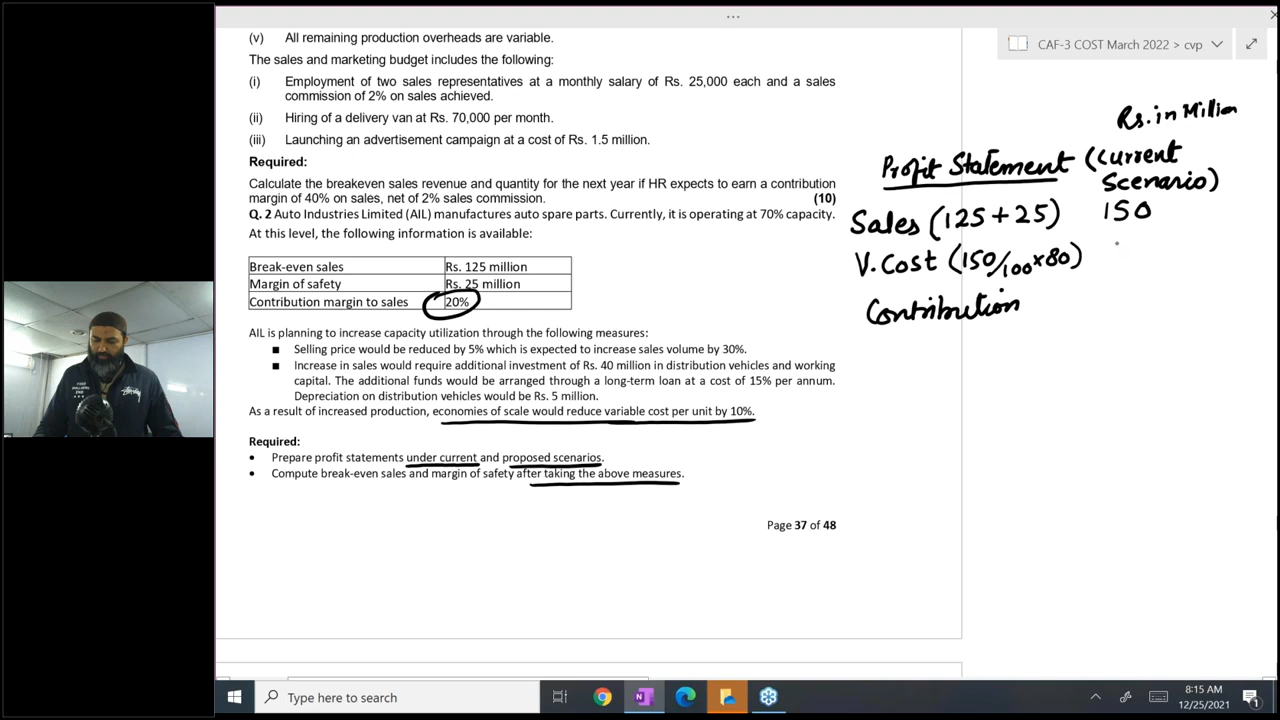 (v) All remaining production overheads are variable.
The sales and marketing budget includes the following:
(i) Employment of two sales representatives at a monthly salary of Rs. 25,000 each and a sales
commission of 2% on sales achieved.
(ii) Hiring of a delivery van at Rs. 70,000 per month.
(iii) Launching an advertisement campaign at a cost of Rs. 1.5 million.
Required:
Calculate the breakeven sales revenue and quantity for the next year if HR expects to earn a contribution
margin of 40% on sales, net of 2% sales commission. (10)
Q. 2 Auto Industries Limited (AIL) manufactures auto spare parts. Currently, it is operating at 70% capacity.
At this level, the following information is available:
Break-even sales Rs. 125 million
Margin of safety Rs. 25 million
Contribution margin to sales 20%
AIL is planning to increase capacity utilization through the following measures:
■ Selling price would be reduced by 5% which is expected to increase sales volume by 30%.
■ Increase in sales would require additional investment of Rs. 40 million in distribution vehicles and working
capital. The additional funds would be arranged through a long-term loan at a cost of 15% per annum.
Depreciation on distribution vehicles would be Rs. 5 million.
As a result of increased production, economies of scale would reduce variable cost per unit by 10%.
Required:
• Prepare profit statements under current and proposed scenarios.
• Compute break-even sales and margin of safety after taking the above measures.
Page 37 of 48
CAF-3 COST March 2022 > cvp
Rs. in Million
Profit Statement (Current
Scenario)
Sales (125 + 25) 150
V. Cost (150/100 × 80)
Contribution
Type here to search
8:15 AM
12/25/2021